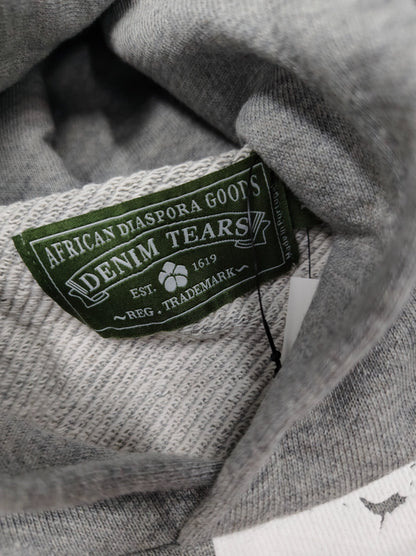 AFRICAN DIASPORA GOODS
DENIM TEARS
EST. 1619
~REG. TRADEMARK~